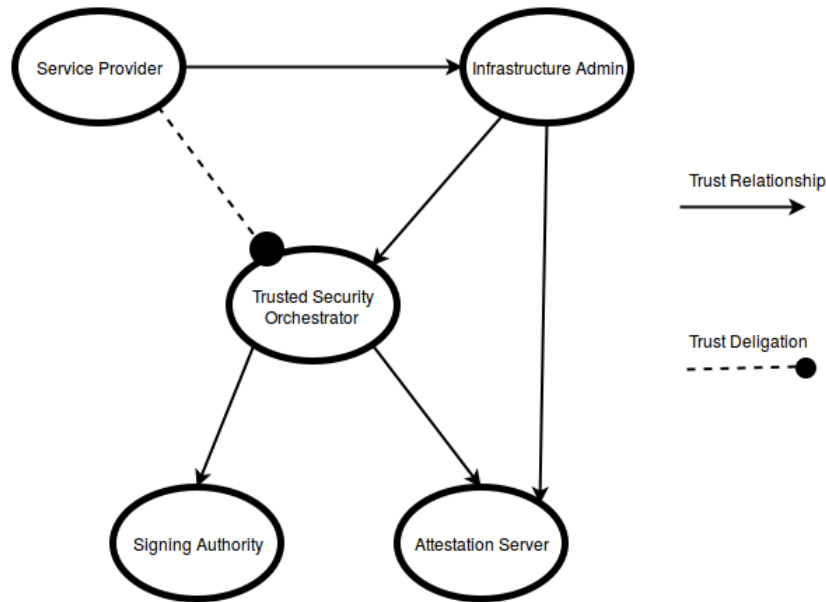 Service Provider
Infrastructure Admin
Trust Relationship
Trusted Security
Orchestrator
Trust Deligation
Signing Authority
Attestation Server